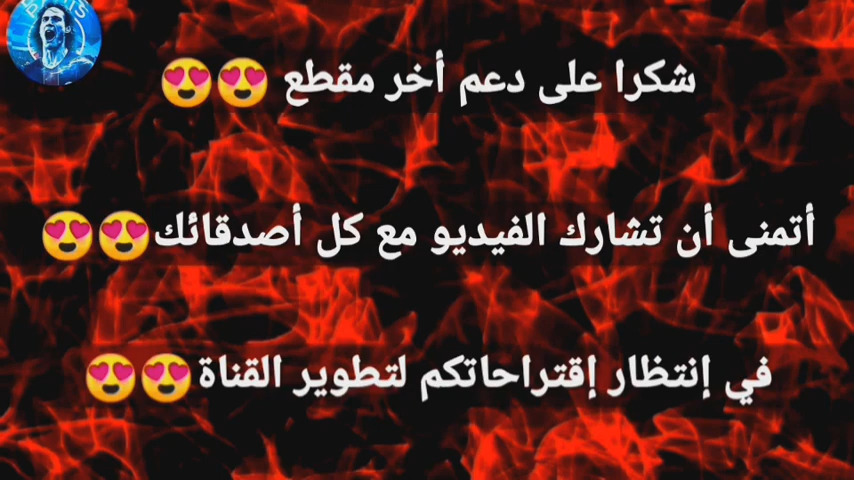 شكرا على دعم أخر مقطع 😍😍
أتمنى أن تشارك الفيديو مع كل أصدقائك😍😍
في إنتظار إقتراحاتكم لتطوير القناة😍😍